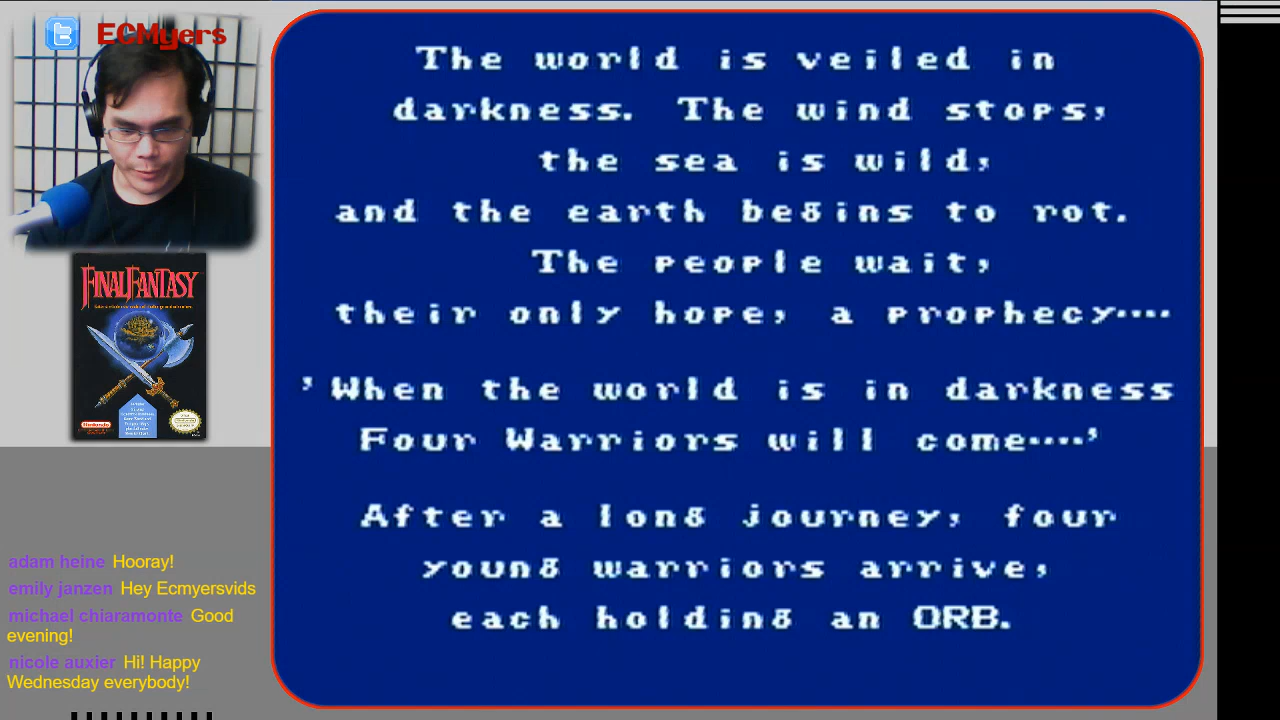 ECMyers
The world is veiled in
darkness. The wind stops,
the sea is wild,
and the earth begins to rot.
The people wait,
their only hope, a prophecy....
'When the world is in darkness
Four Warriors will come....'
After a long journey, four
young warriors arrive,
each holding an ORB.
FINAL FANTASY
Nintendo
adam heine Hooray!
emily janzen Hey Ecmyersvids
michael chiaramonte Good
evening!
nicole auxier Hi! Happy
Wednesday everybody!